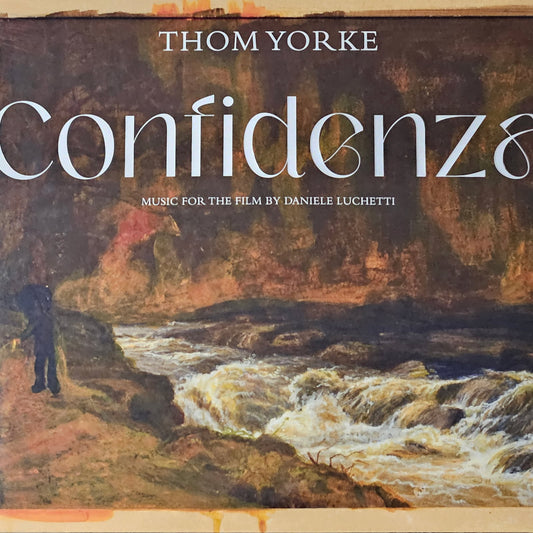 THOM YORKE
Confidenza
MUSIC FOR THE FILM BY DANIELE LUCHETTI